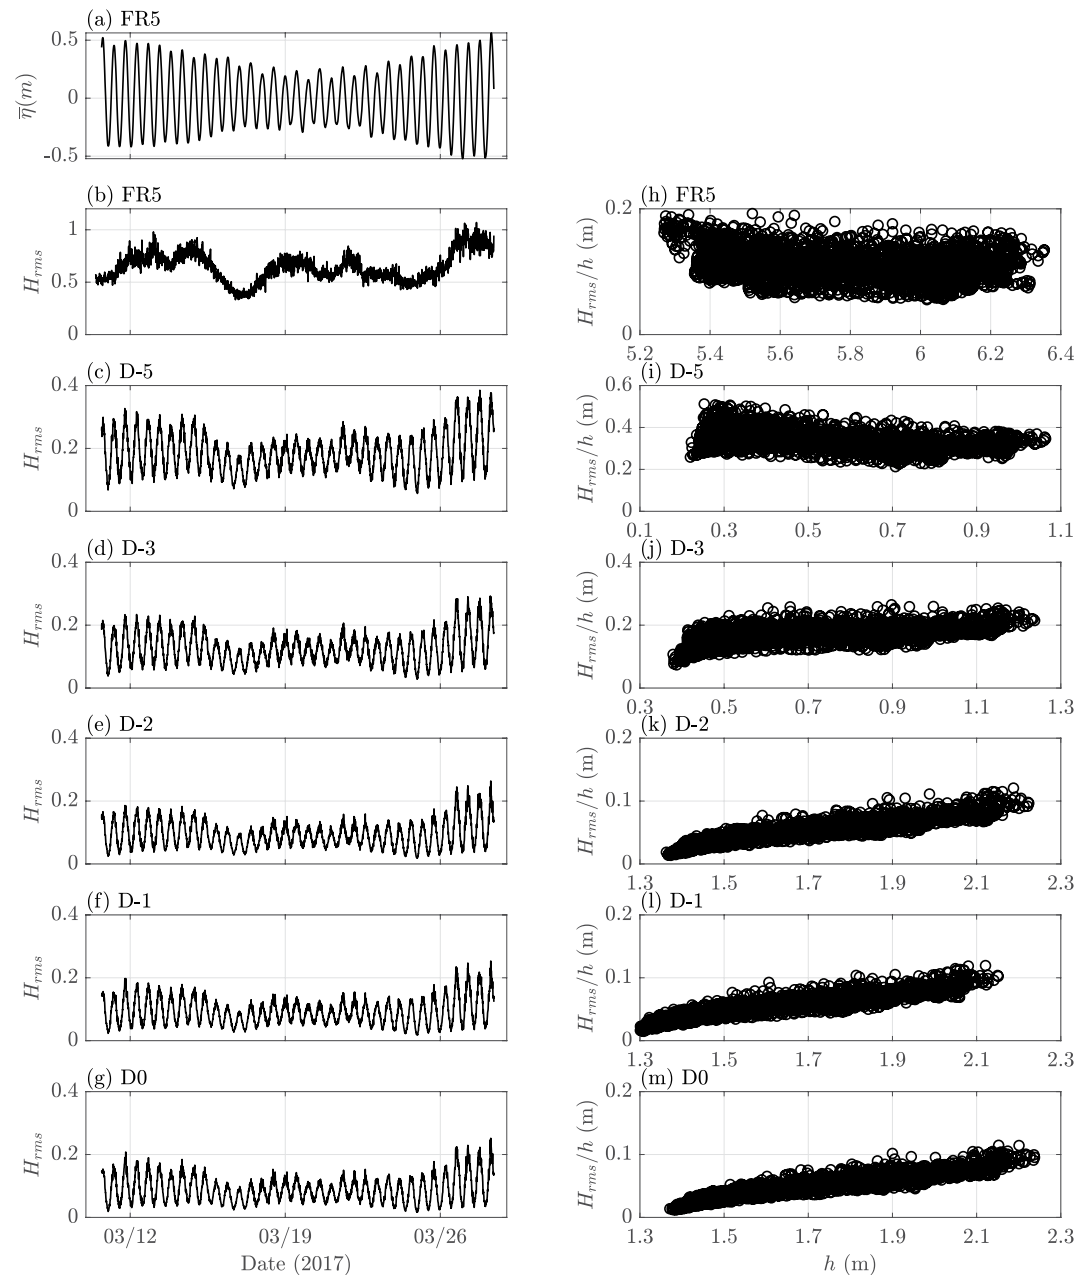 (a) FR5
0.5
0
-0.5
η̅(m)
(b) FR5
1
0.5
0
H_rms
(h) FR5
0.2
0.1
0
H_rms/h (m)
5.2 5.4 5.6 5.8 6 6.2 6.4
(c) D-5
0.4
0.2
0
H_rms
(i) D-5
0.6
0.4
0.2
0
H_rms/h (m)
0.1 0.3 0.5 0.7 0.9 1.1
(d) D-3
0.4
0.2
0
H_rms
(j) D-3
0.4
0.2
0
H_rms/h (m)
0.3 0.5 0.7 0.9 1.1 1.3
(e) D-2
0.4
0.2
0
H_rms
(k) D-2
0.2
0.1
0
H_rms/h (m)
1.3 1.5 1.7 1.9 2.1 2.3
(f) D-1
0.4
0.2
0
H_rms
(l) D-1
0.2
0.1
0
H_rms/h (m)
1.3 1.5 1.7 1.9 2.1 2.3
(g) D0
0.4
0.2
0
H_rms
03/12 03/19 03/26
Date (2017)
(m) D0
0.2
0.1
0
H_rms/h (m)
1.3 1.5 1.7 1.9 2.1 2.3
h (m)